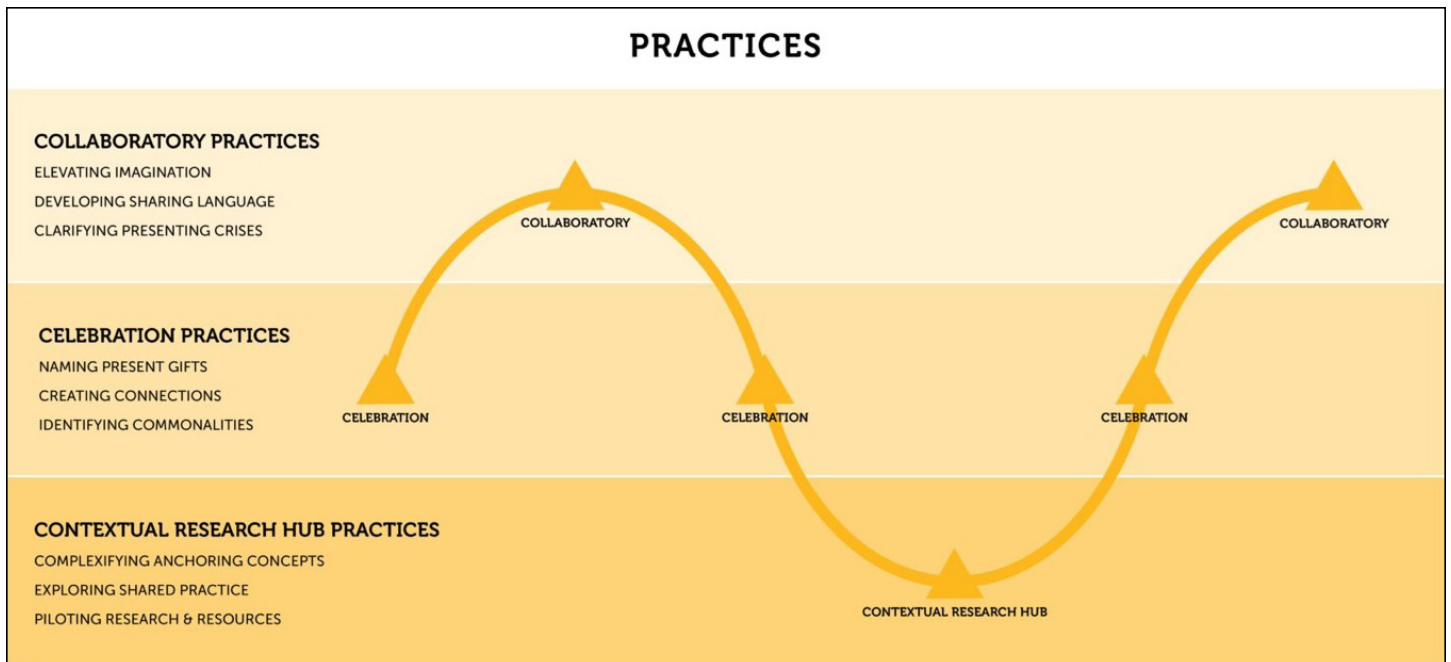 PRACTICES
COLLABORATORY PRACTICES
ELEVATING IMAGINATION
DEVELOPING SHARING LANGUAGE
CLARIFYING PRESENTING CRISES
COLLABORATORY
COLLABORATORY
CELEBRATION PRACTICES
NAMING PRESENT GIFTS
CREATING CONNECTIONS
IDENTIFYING COMMONALITIES
CELEBRATION
CELEBRATION
CELEBRATION
CONTEXTUAL RESEARCH HUB PRACTICES
COMPLEXIFYING ANCHORING CONCEPTS
EXPLORING SHARED PRACTICE
PILOTING RESEARCH & RESOURCES
CONTEXTUAL RESEARCH HUB